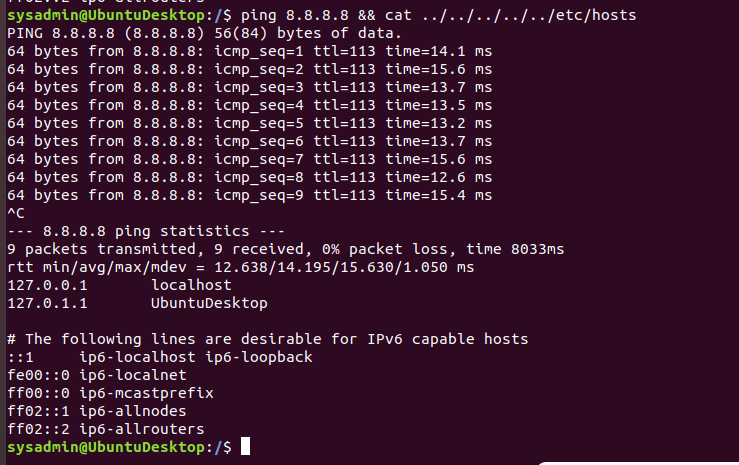 ff02::2 ip6-allrouters
sysadmin@UbuntuDesktop:/$ ping 8.8.8.8 && cat ../../../../../etc/hosts
PING 8.8.8.8 (8.8.8.8) 56(84) bytes of data.
64 bytes from 8.8.8.8: icmp_seq=1 ttl=113 time=14.1 ms
64 bytes from 8.8.8.8: icmp_seq=2 ttl=113 time=15.6 ms
64 bytes from 8.8.8.8: icmp_seq=3 ttl=113 time=13.7 ms
64 bytes from 8.8.8.8: icmp_seq=4 ttl=113 time=13.5 ms
64 bytes from 8.8.8.8: icmp_seq=5 ttl=113 time=13.2 ms
64 bytes from 8.8.8.8: icmp_seq=6 ttl=113 time=13.7 ms
64 bytes from 8.8.8.8: icmp_seq=7 ttl=113 time=15.6 ms
64 bytes from 8.8.8.8: icmp_seq=8 ttl=113 time=12.6 ms
64 bytes from 8.8.8.8: icmp_seq=9 ttl=113 time=15.4 ms
^C
--- 8.8.8.8 ping statistics ---
9 packets transmitted, 9 received, 0% packet loss, time 8033ms
rtt min/avg/max/mdev = 12.638/14.195/15.630/1.050 ms
127.0.0.1       localhost
127.0.1.1       UbuntuDesktop

# The following lines are desirable for IPv6 capable hosts
::1     ip6-localhost ip6-loopback
fe00::0 ip6-localnet
ff00::0 ip6-mcastprefix
ff02::1 ip6-allnodes
ff02::2 ip6-allrouters
sysadmin@UbuntuDesktop:/$